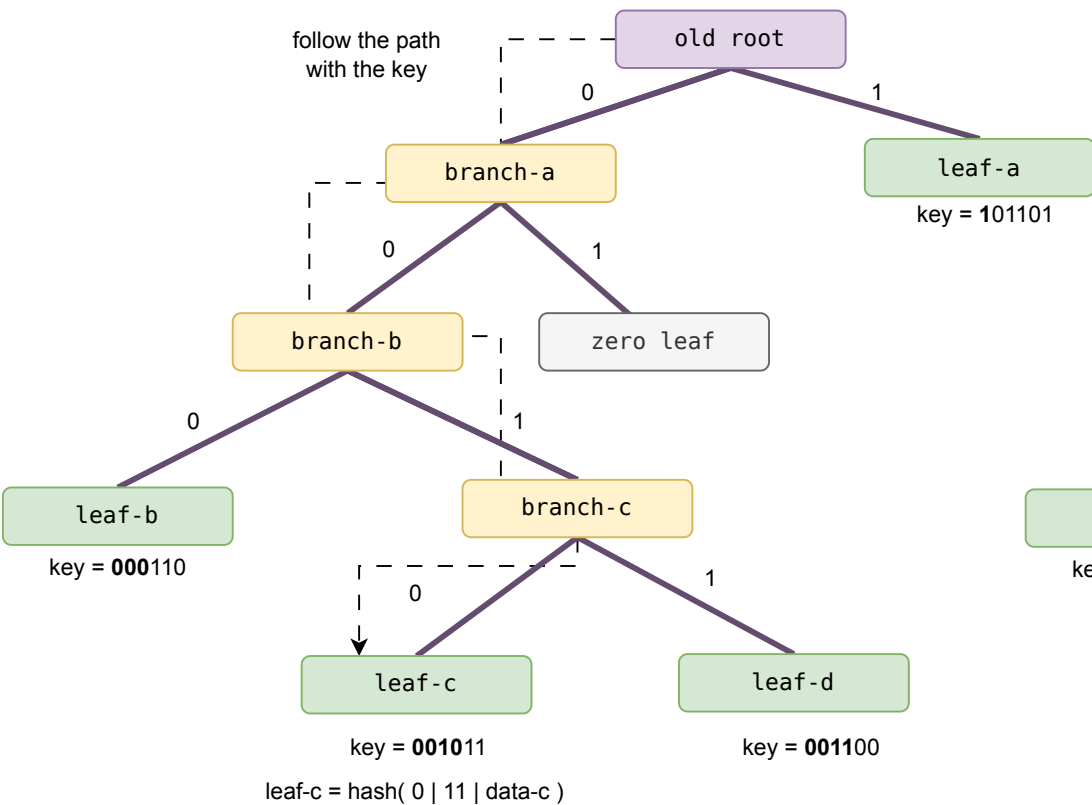 follow the path
with the key
old root
0
1
branch-a
leaf-a
key = 101101
0
1
branch-b
zero leaf
0
1
leaf-b
branch-c
key = 000110
ke
0
1
leaf-c
leaf-d
key = 001011
key = 001100
leaf-c = hash( 0 | 11 | data-c )